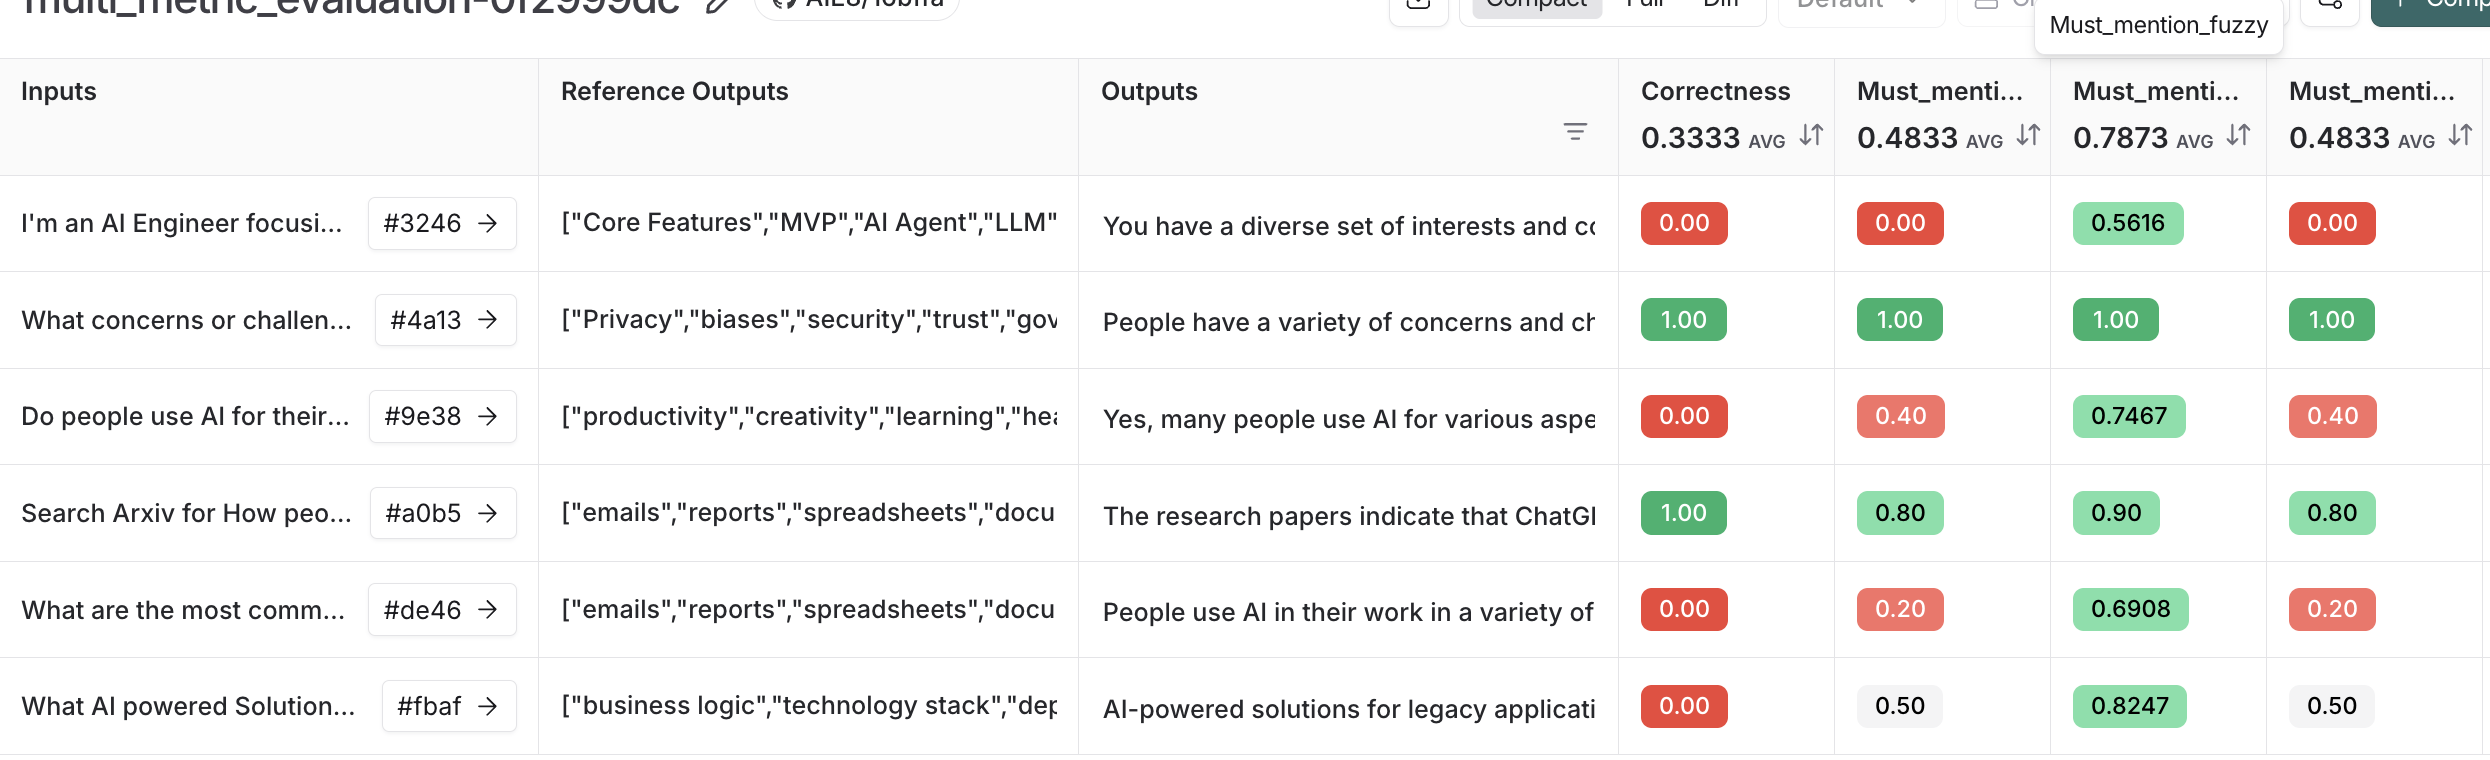 multi_metric_evaluation-0f2999dc
Compact Full Diff Default
Must_mention_fuzzy
Inputs Reference Outputs Outputs Correctness Must_menti... Must_menti... Must_menti...
0.3333 AVG 0.4833 AVG 0.7873 AVG 0.4833 AVG
I'm an AI Engineer focusi... #3246 → ["Core Features","MVP","AI Agent","LLM" You have a diverse set of interests and co 0.00 0.00 0.5616 0.00
What concerns or challen... #4a13 → ["Privacy","biases","security","trust","gov People have a variety of concerns and ch 1.00 1.00 1.00 1.00
Do people use AI for their... #9e38 → ["productivity","creativity","learning","hea Yes, many people use AI for various aspe 0.00 0.40 0.7467 0.40
Search Arxiv for How peo... #a0b5 → ["emails","reports","spreadsheets","docu The research papers indicate that ChatG 1.00 0.80 0.90 0.80
What are the most comm... #de46 → ["emails","reports","spreadsheets","docu People use AI in their work in a variety of 0.00 0.20 0.6908 0.20
What AI powered Solution... #fbaf → ["business logic","technology stack","dep AI-powered solutions for legacy applicati 0.00 0.50 0.8247 0.50